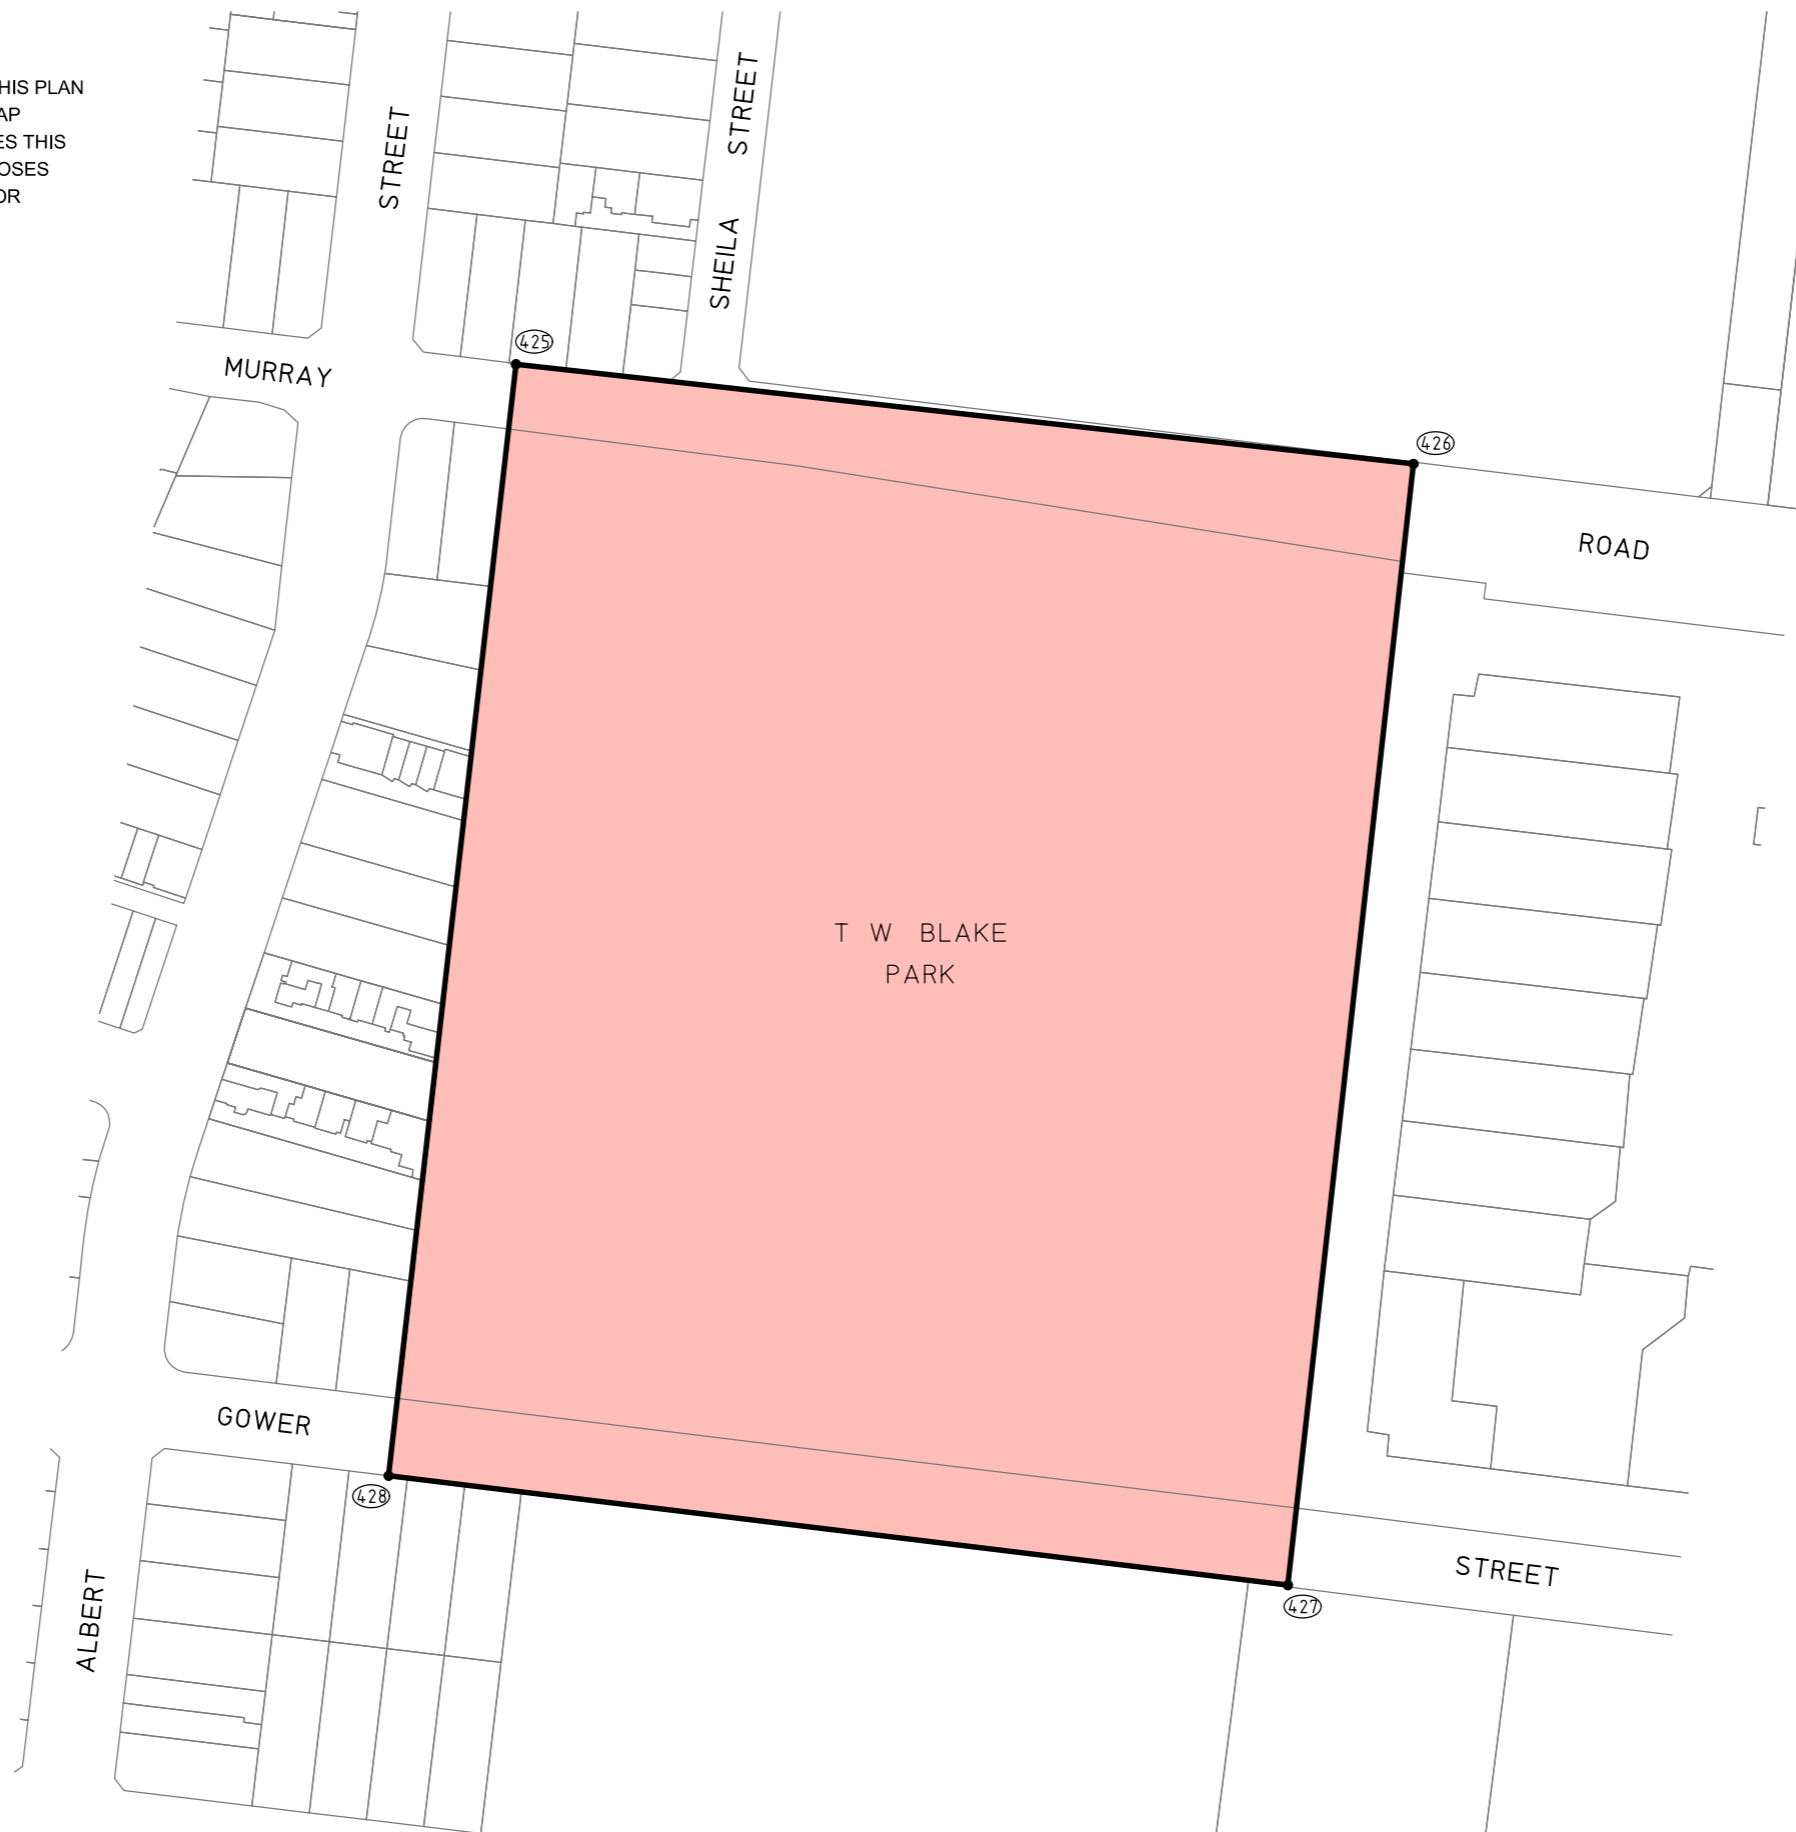 HIS PLAN
AP
ES THIS
OSES
OR
STREET
STREET
SHEILA
425
MURRAY
426
ROAD
T W BLAKE
PARK
GOWER
428
STREET
427
ALBERT